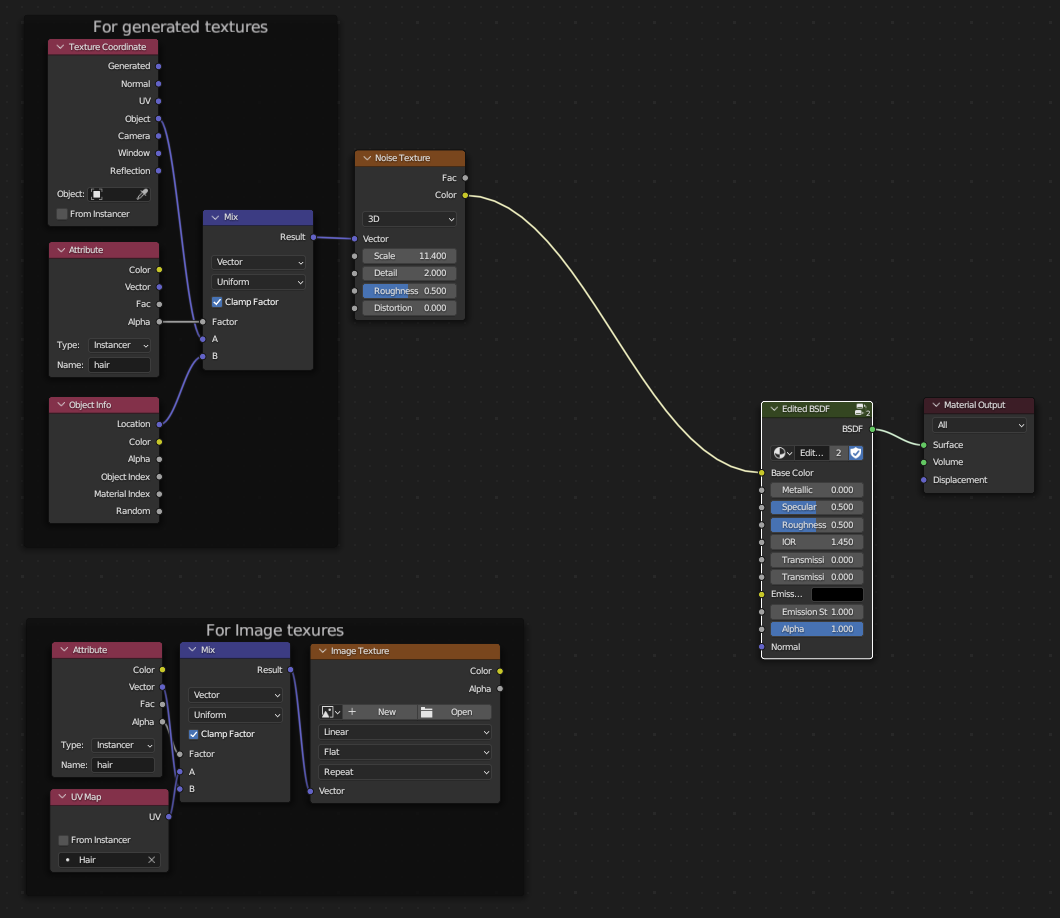 For generated textures
Texture Coordinate
Generated
Normal
UV
Object
Camera
Window
Reflection
Object:
From Instancer
Attribute
Color
Vector
Fac
Alpha
Type: Instancer
Name: hair
Object Info
Location
Color
Alpha
Object Index
Material Index
Random
Mix
Result
Vector
Uniform
Clamp Factor
Factor
A
B
Noise Texture
Fac
Color
3D
Vector
Scale 11.400
Detail 2.000
Roughness 0.500
Distortion 0.000
Edited BSDF 2
BSDF
Edit... 2
Base Color
Metallic 0.000
Specular 0.500
Roughness 0.500
IOR 1.450
Transmissi 0.000
Transmissi 0.000
Emiss...
Emission St 1.000
Alpha 1.000
Normal
Material Output
All
Surface
Volume
Displacement
For Image texures
Attribute
Color
Vector
Fac
Alpha
Type: Instancer
Name: hair
UV Map
UV
From Instancer
Hair
Mix
Result
Vector
Uniform
Clamp Factor
Factor
A
B
Image Texture
Color
Alpha
New Open
Linear
Flat
Repeat
Vector